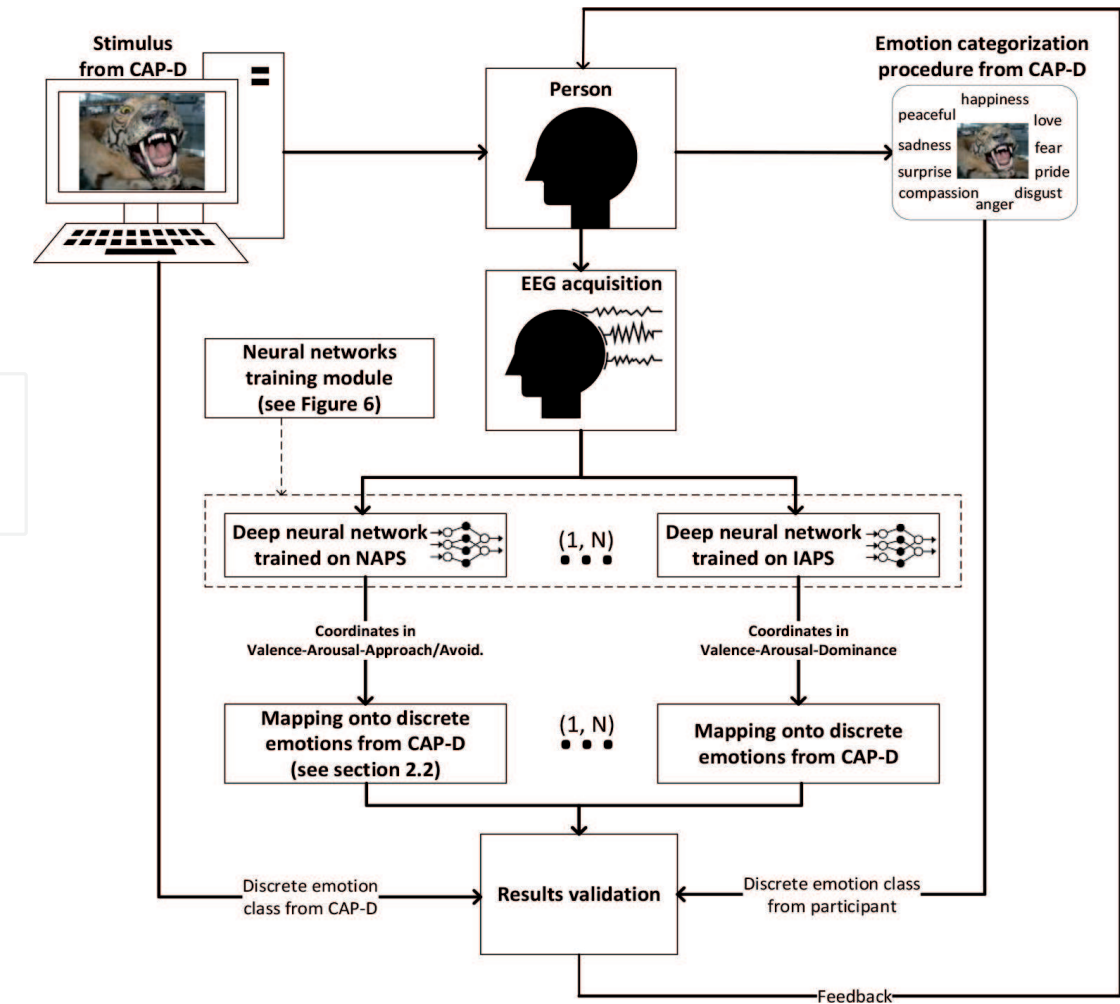 Stimulus
from CAP-D
Person
Emotion categorization
procedure from CAP-D
happiness
peaceful
love
sadness
fear
surprise
pride
compassion
disgust
anger
EEG acquisition
Neural networks
training module
(see Figure 6)
Deep neural network
trained on NAPS
(1, N)
Deep neural network
trained on IAPS
Coordinates in
Valence-Arousal-Approach/Avoid.
Coordinates in
Valence-Arousal-Dominance
Mapping onto discrete
emotions from CAP-D
(see section 2.2)
(1, N)
Mapping onto discrete
emotions from CAP-D
Discrete emotion
class from CAP-D
Results validation
Discrete emotion class
from participant
Feedback